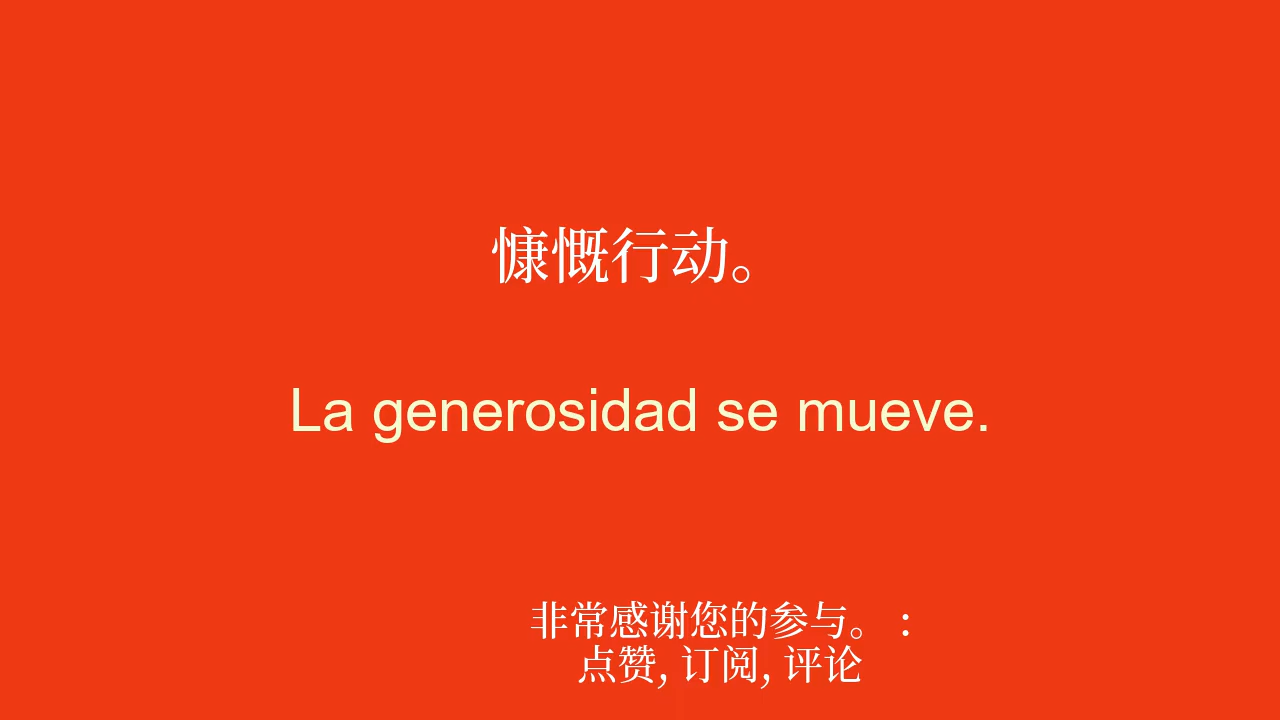 慷慨行动。
La generosidad se mueve.
非常感谢您的参与。 :
点赞, 订阅, 评论